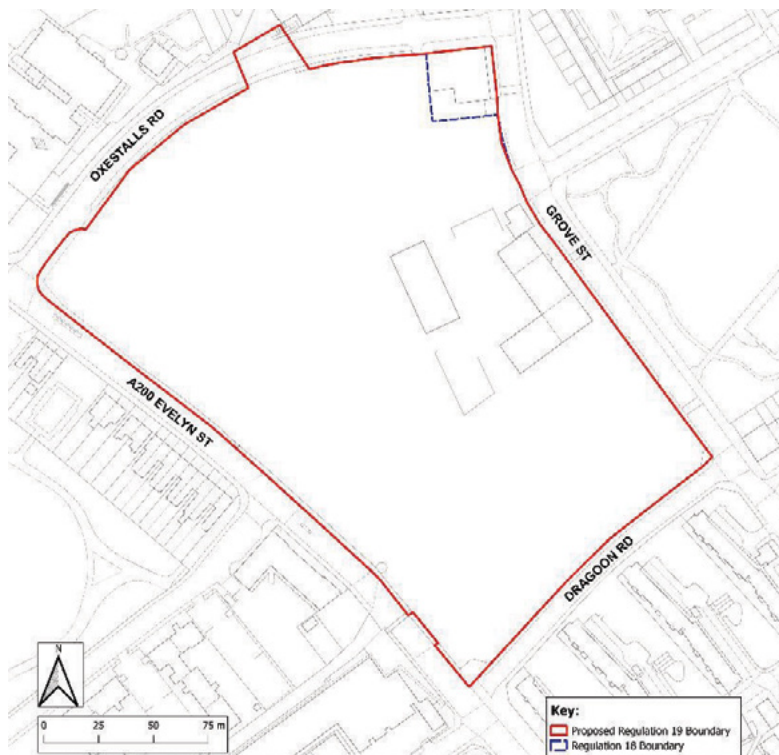 OXESTALLS RD
GROVE ST
A200 EVELYN ST
DRAGOON RD
N
0 25 50 75 m
Key:
Proposed Regulation 19 Boundary
Regulation 18 Boundary